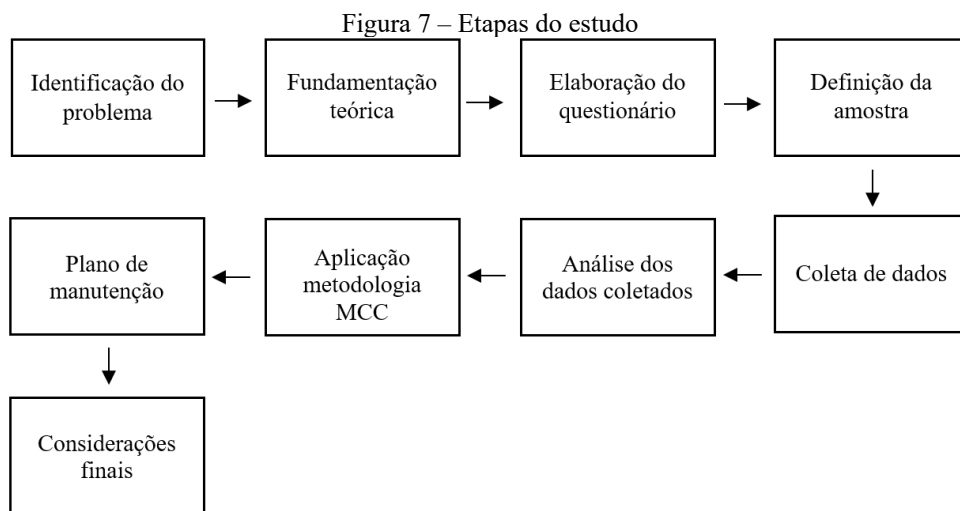 Figura 7 – Etapas do estudo
Identificação do
problema
Fundamentação
teórica
Elaboração do
questionário
Definição da
amostra
Coleta de dados
Análise dos
dados coletados
Aplicação
metodologia
MCC
Plano de
manutenção
Considerações
finais